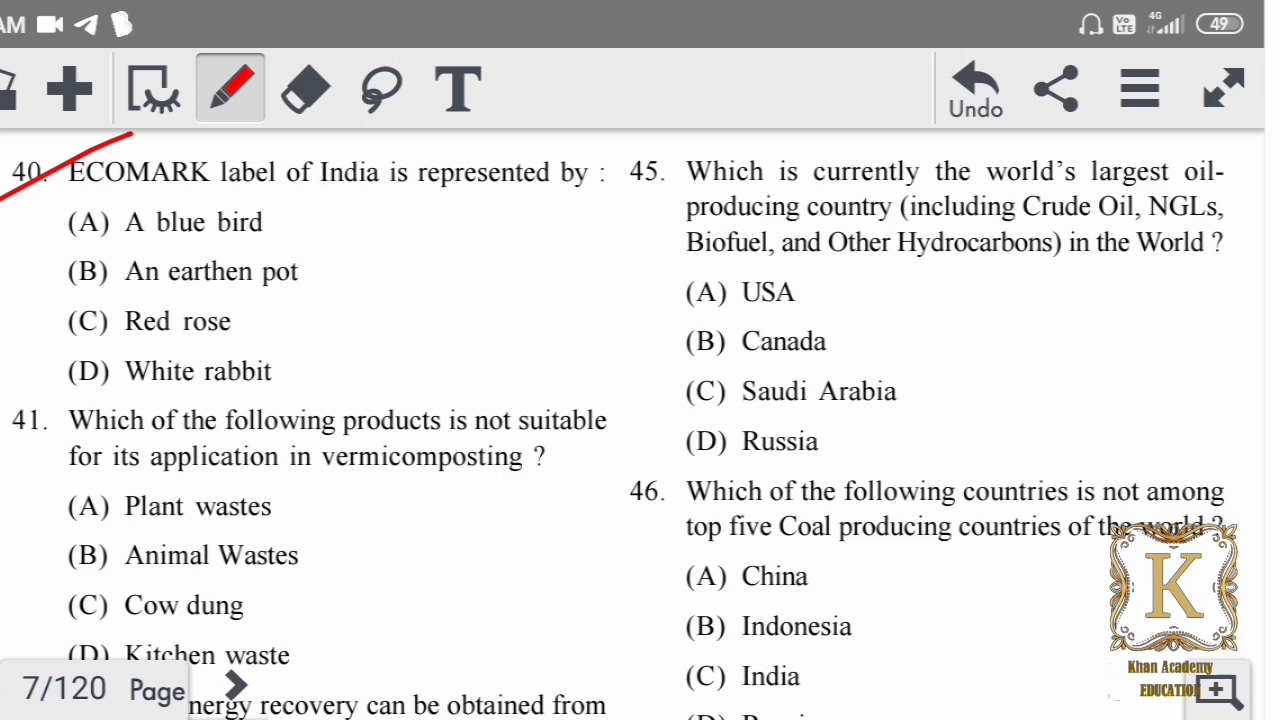 AM
Vo
LTE
4G
49
T
Undo
40. ECOMARK label of India is represented by :
(A) A blue bird
(B) An earthen pot
(C) Red rose
(D) White rabbit
41. Which of the following products is not suitable
for its application in vermicomposting ?
(A) Plant wastes
(B) Animal Wastes
(C) Cow dung
(D) Kitchen waste
nergy recovery can be obtained from
7/120 Page
45. Which is currently the world's largest oil-
producing country (including Crude Oil, NGLs,
Biofuel, and Other Hydrocarbons) in the World ?
(A) USA
(B) Canada
(C) Saudi Arabia
(D) Russia
46. Which of the following countries is not among
top five Coal producing countries of the world ?
(A) China
(B) Indonesia
(C) India
K
Khan Academy
EDUCATION